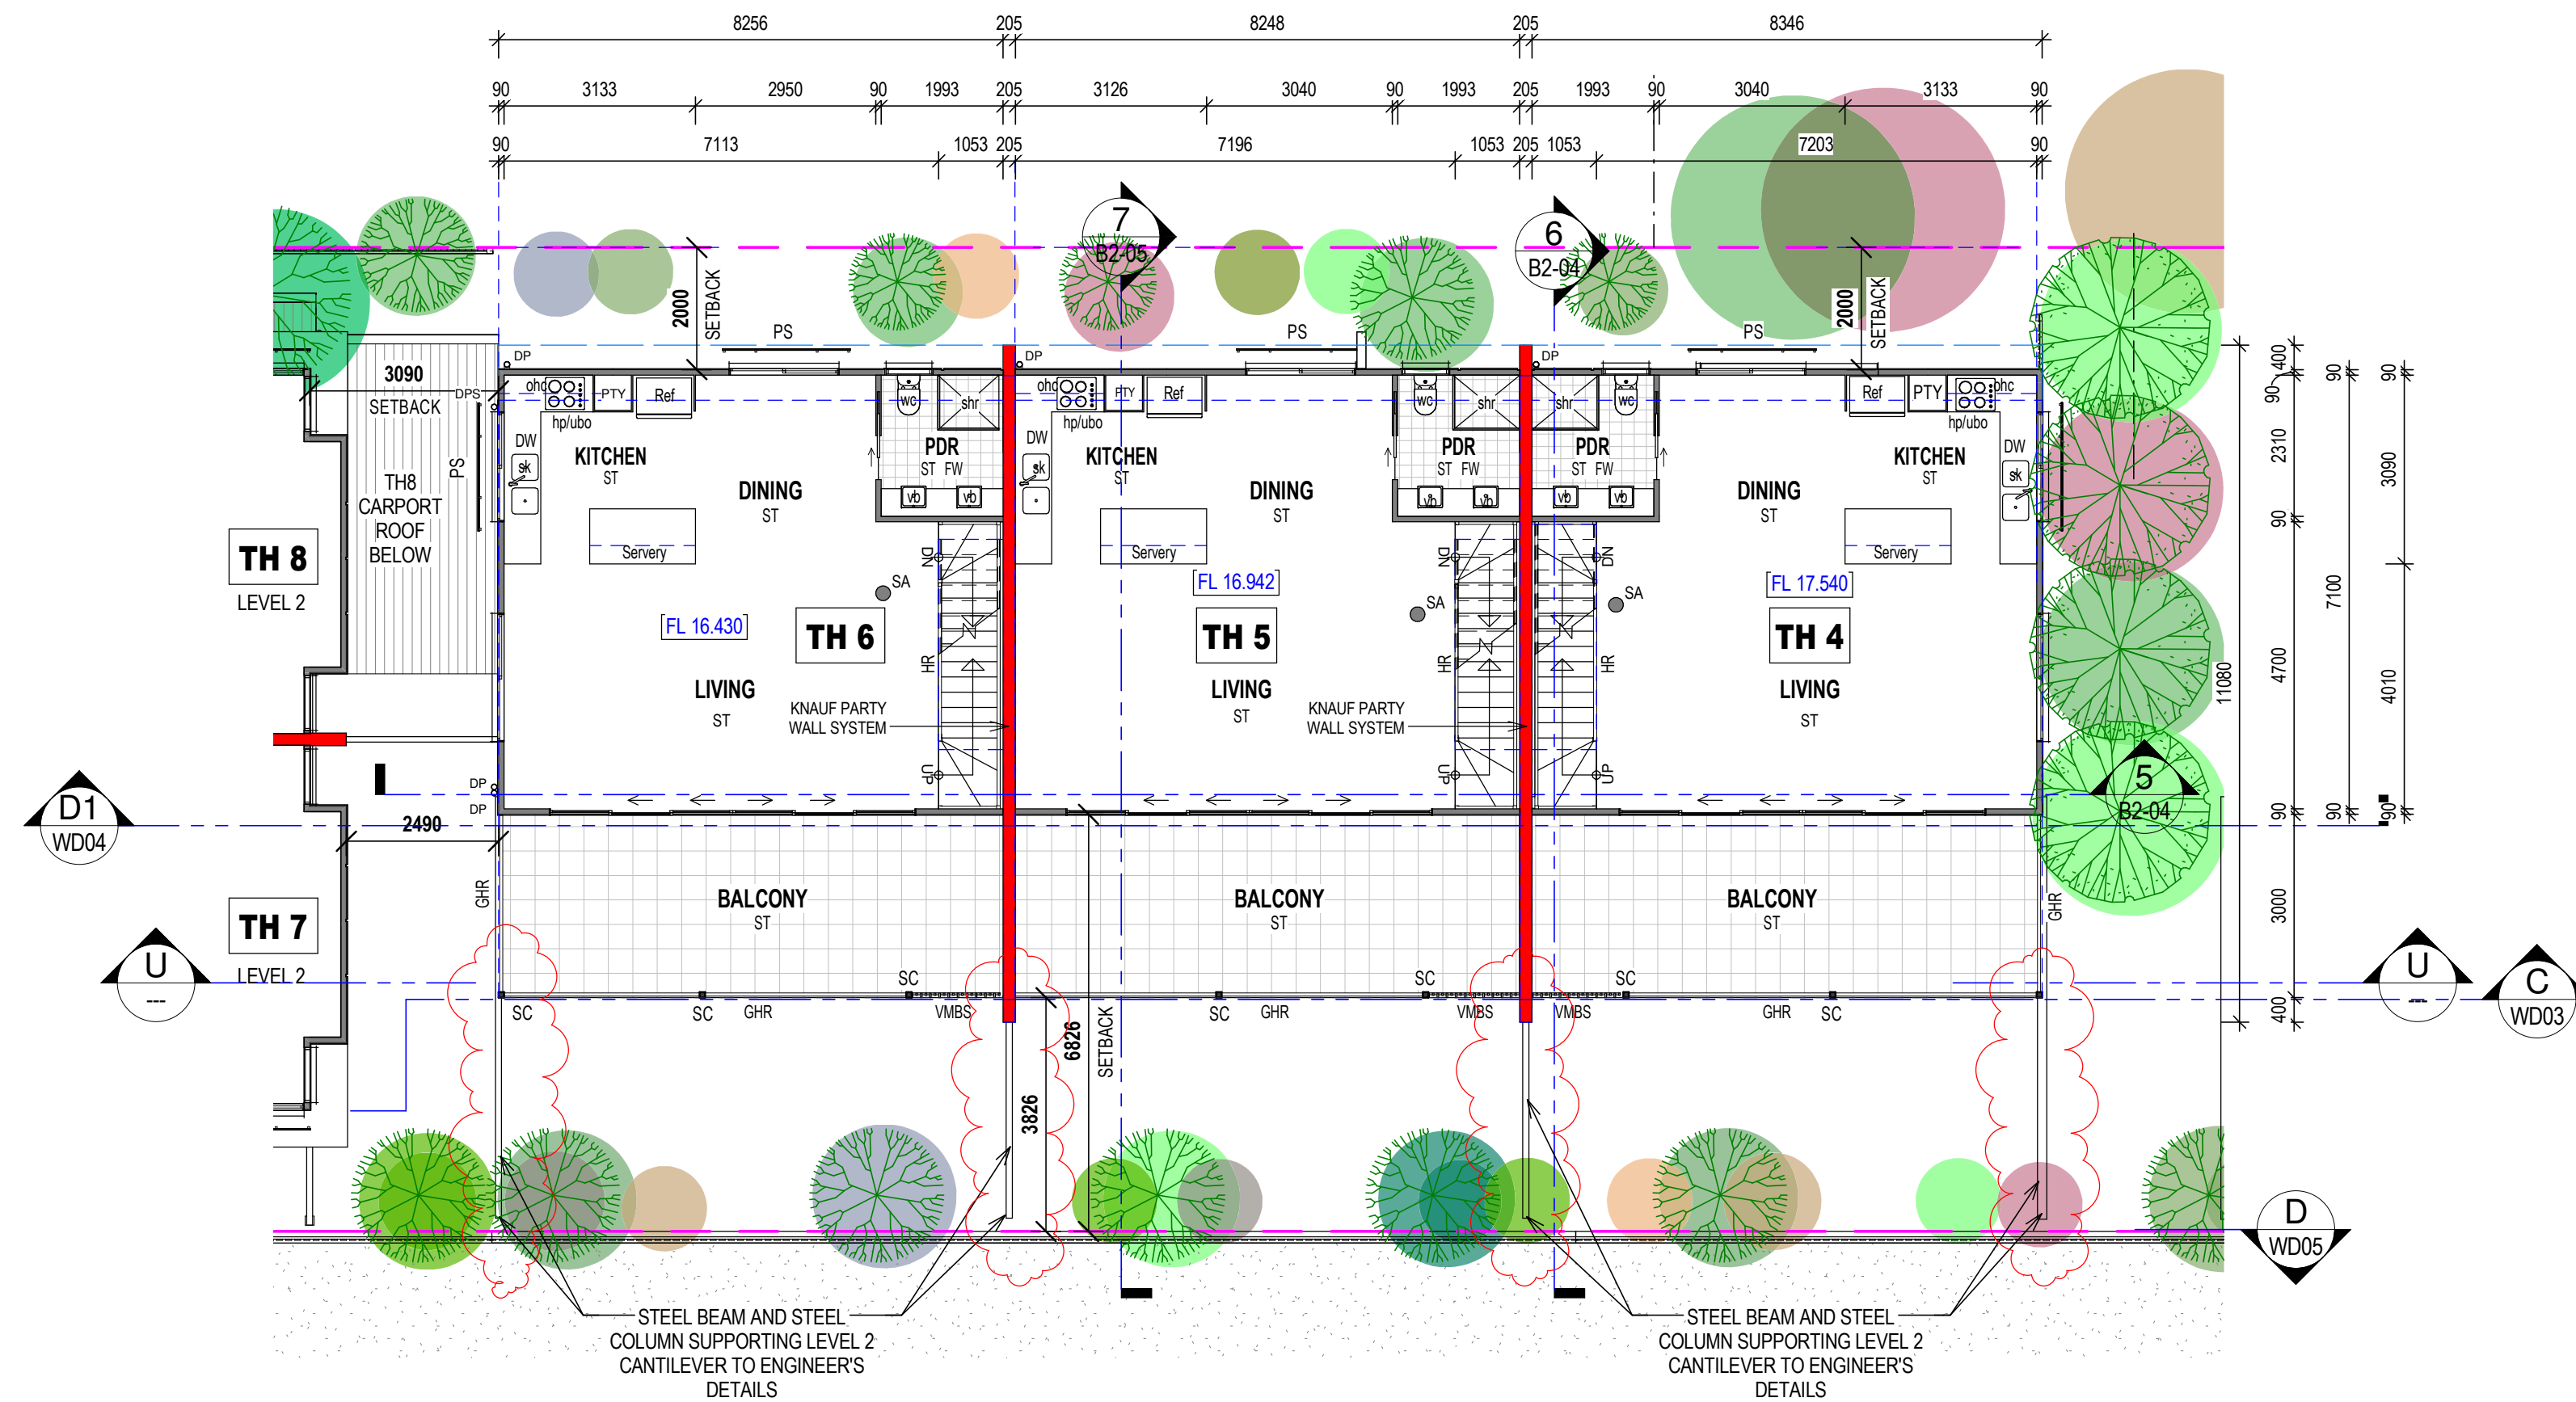 8256 205 8248 205 8346
90 3133 2950 90 1993 205 3126 3040 90 1993 205 1993 90 3040 3133 90
90 7113 1053 205 7196 1053 205 1053 7203 90
7
B2-05
6
B2-04
2000
SETBACK
2000
SETBACK
PS PS PS
DP DP DP
3090
SETBACK
DPS
PS
TH8
CARPORT
ROOF
BELOW
ohc PTY Ref wc shr
hp/ubo
DW
sk
KITCHEN
ST
PDR
ST FW
vb vb
DINING
ST
Servery
DN
SA
FL 16.430
TH 6
HR
LIVING
ST
KNAUF PARTY
WALL SYSTEM
UP
ohc PTY Ref wc shr
hp/ubo
DW
sk
KITCHEN
ST
PDR
ST FW
vb vb
DINING
ST
Servery
DN
SA
FL 16.942
TH 5
HR
LIVING
ST
KNAUF PARTY
WALL SYSTEM
UP
shr wc Ref PTY ohc
hp/ubo
DW
sk
PDR
ST FW
vb vb
KITCHEN
ST
DINING
ST
Servery
DN
SA
FL 17.540
TH 4
HR
LIVING
ST
UP
TH 8
LEVEL 2
DP
DP
2490
D1
WD04
TH 7
LEVEL 2
U
---
GHR
BALCONY
ST
BALCONY
ST
BALCONY
ST
GHR
SC SC SC
SC SC GHR VMBS SC GHR VMBS VMBS GHR SC
6826
SETBACK
3826
5
B2-04
400
90
2310
90
4700
90
3000
400
11080
90
7100
90
90
3090
4010
90
U
---
C
WD03
D
WD05
STEEL BEAM AND STEEL
COLUMN SUPPORTING LEVEL 2
CANTILEVER TO ENGINEER'S
DETAILS
STEEL BEAM AND STEEL
COLUMN SUPPORTING LEVEL 2
CANTILEVER TO ENGINEER'S
DETAILS